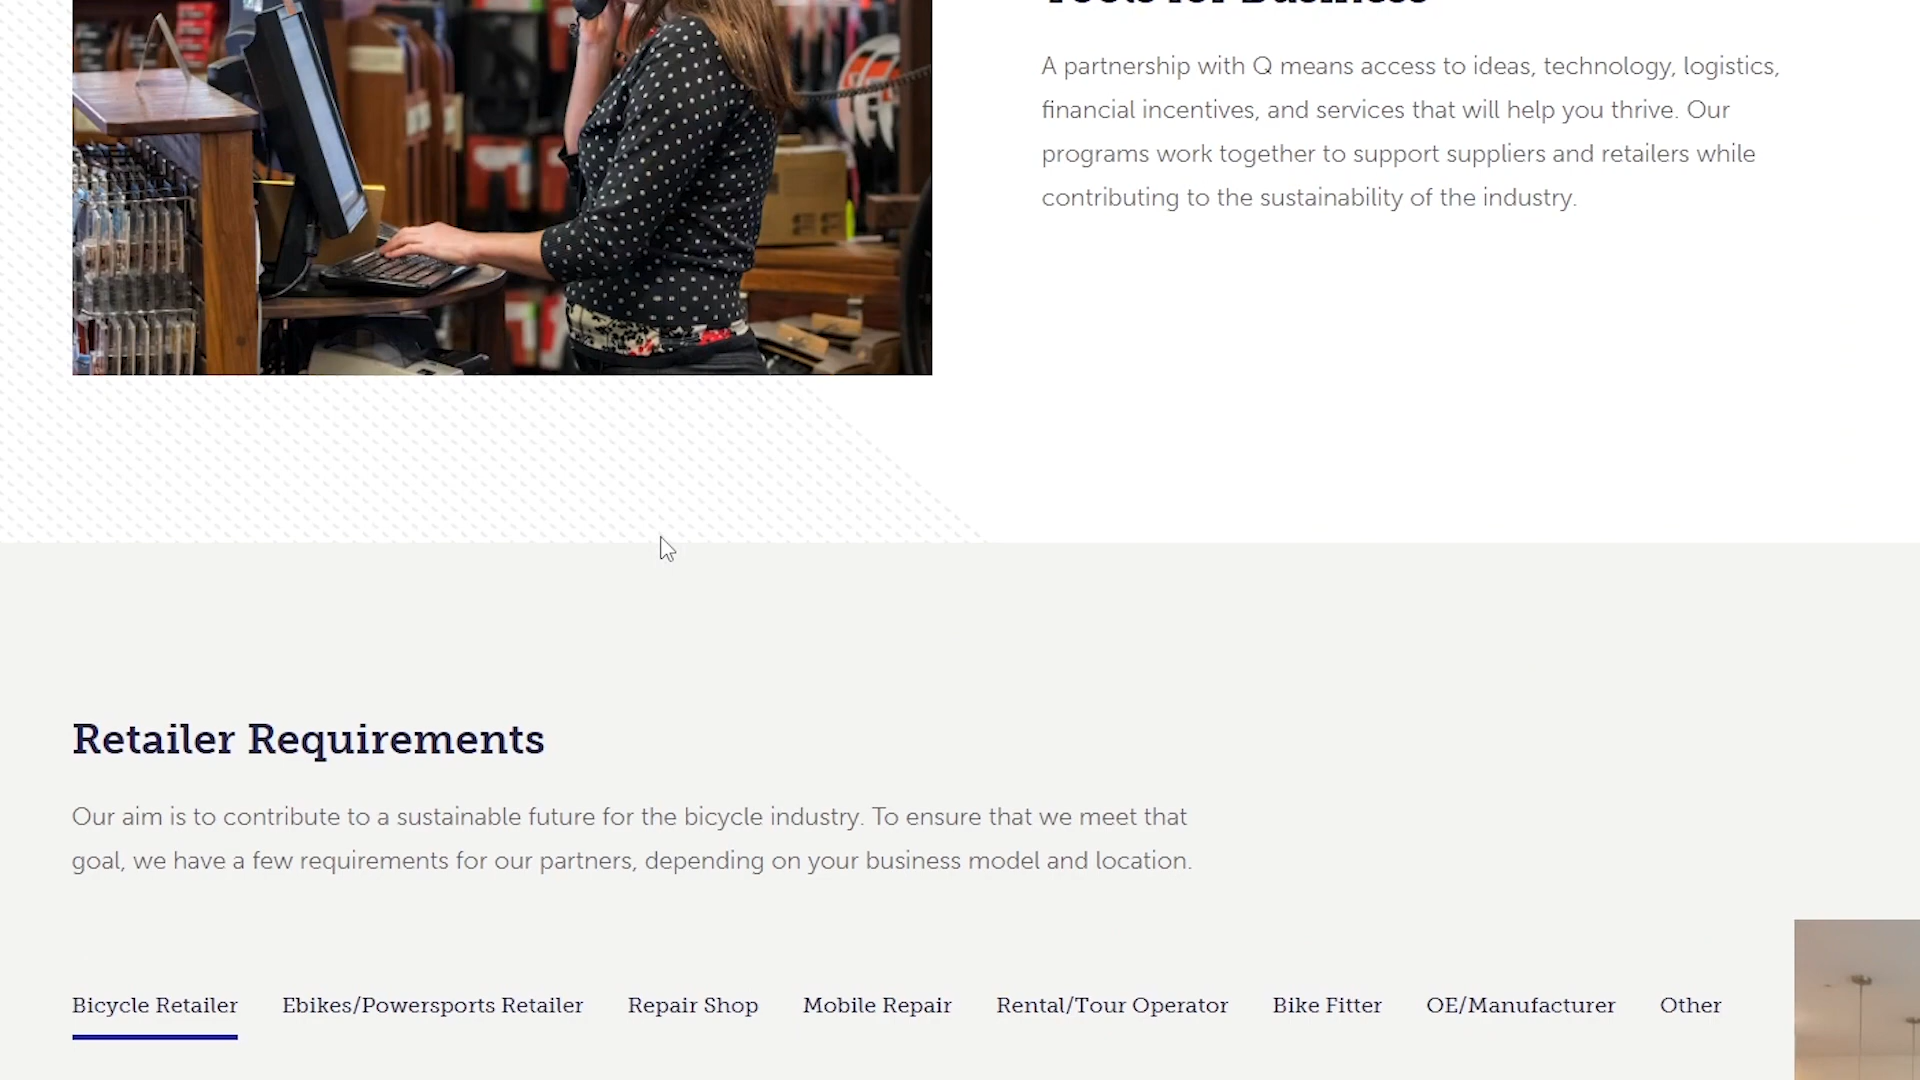 Tools for Business
A partnership with Q means access to ideas, technology, logistics,
financial incentives, and services that will help you thrive. Our
programs work together to support suppliers and retailers while
contributing to the sustainability of the industry.
Retailer Requirements
Our aim is to contribute to a sustainable future for the bicycle industry. To ensure that we meet that
goal, we have a few requirements for our partners, depending on your business model and location.
Bicycle Retailer Ebikes/Powersports Retailer Repair Shop Mobile Repair Rental/Tour Operator Bike Fitter OE/Manufacturer Other